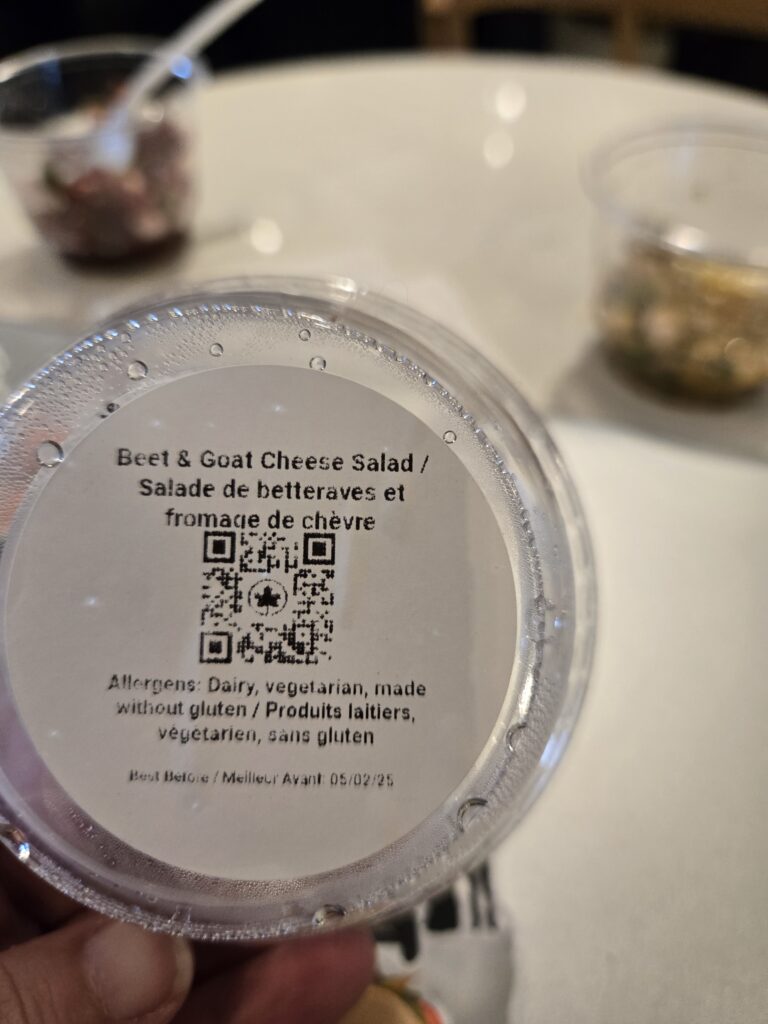 Beet & Goat Cheese Salad /
Salade de betteraves et
fromage de chèvre
Allergens: Dairy, vegetarian, made
without gluten / Produits laitiers,
végétarien, sans gluten
Best Before / Meilleur Avant: 05/02/25